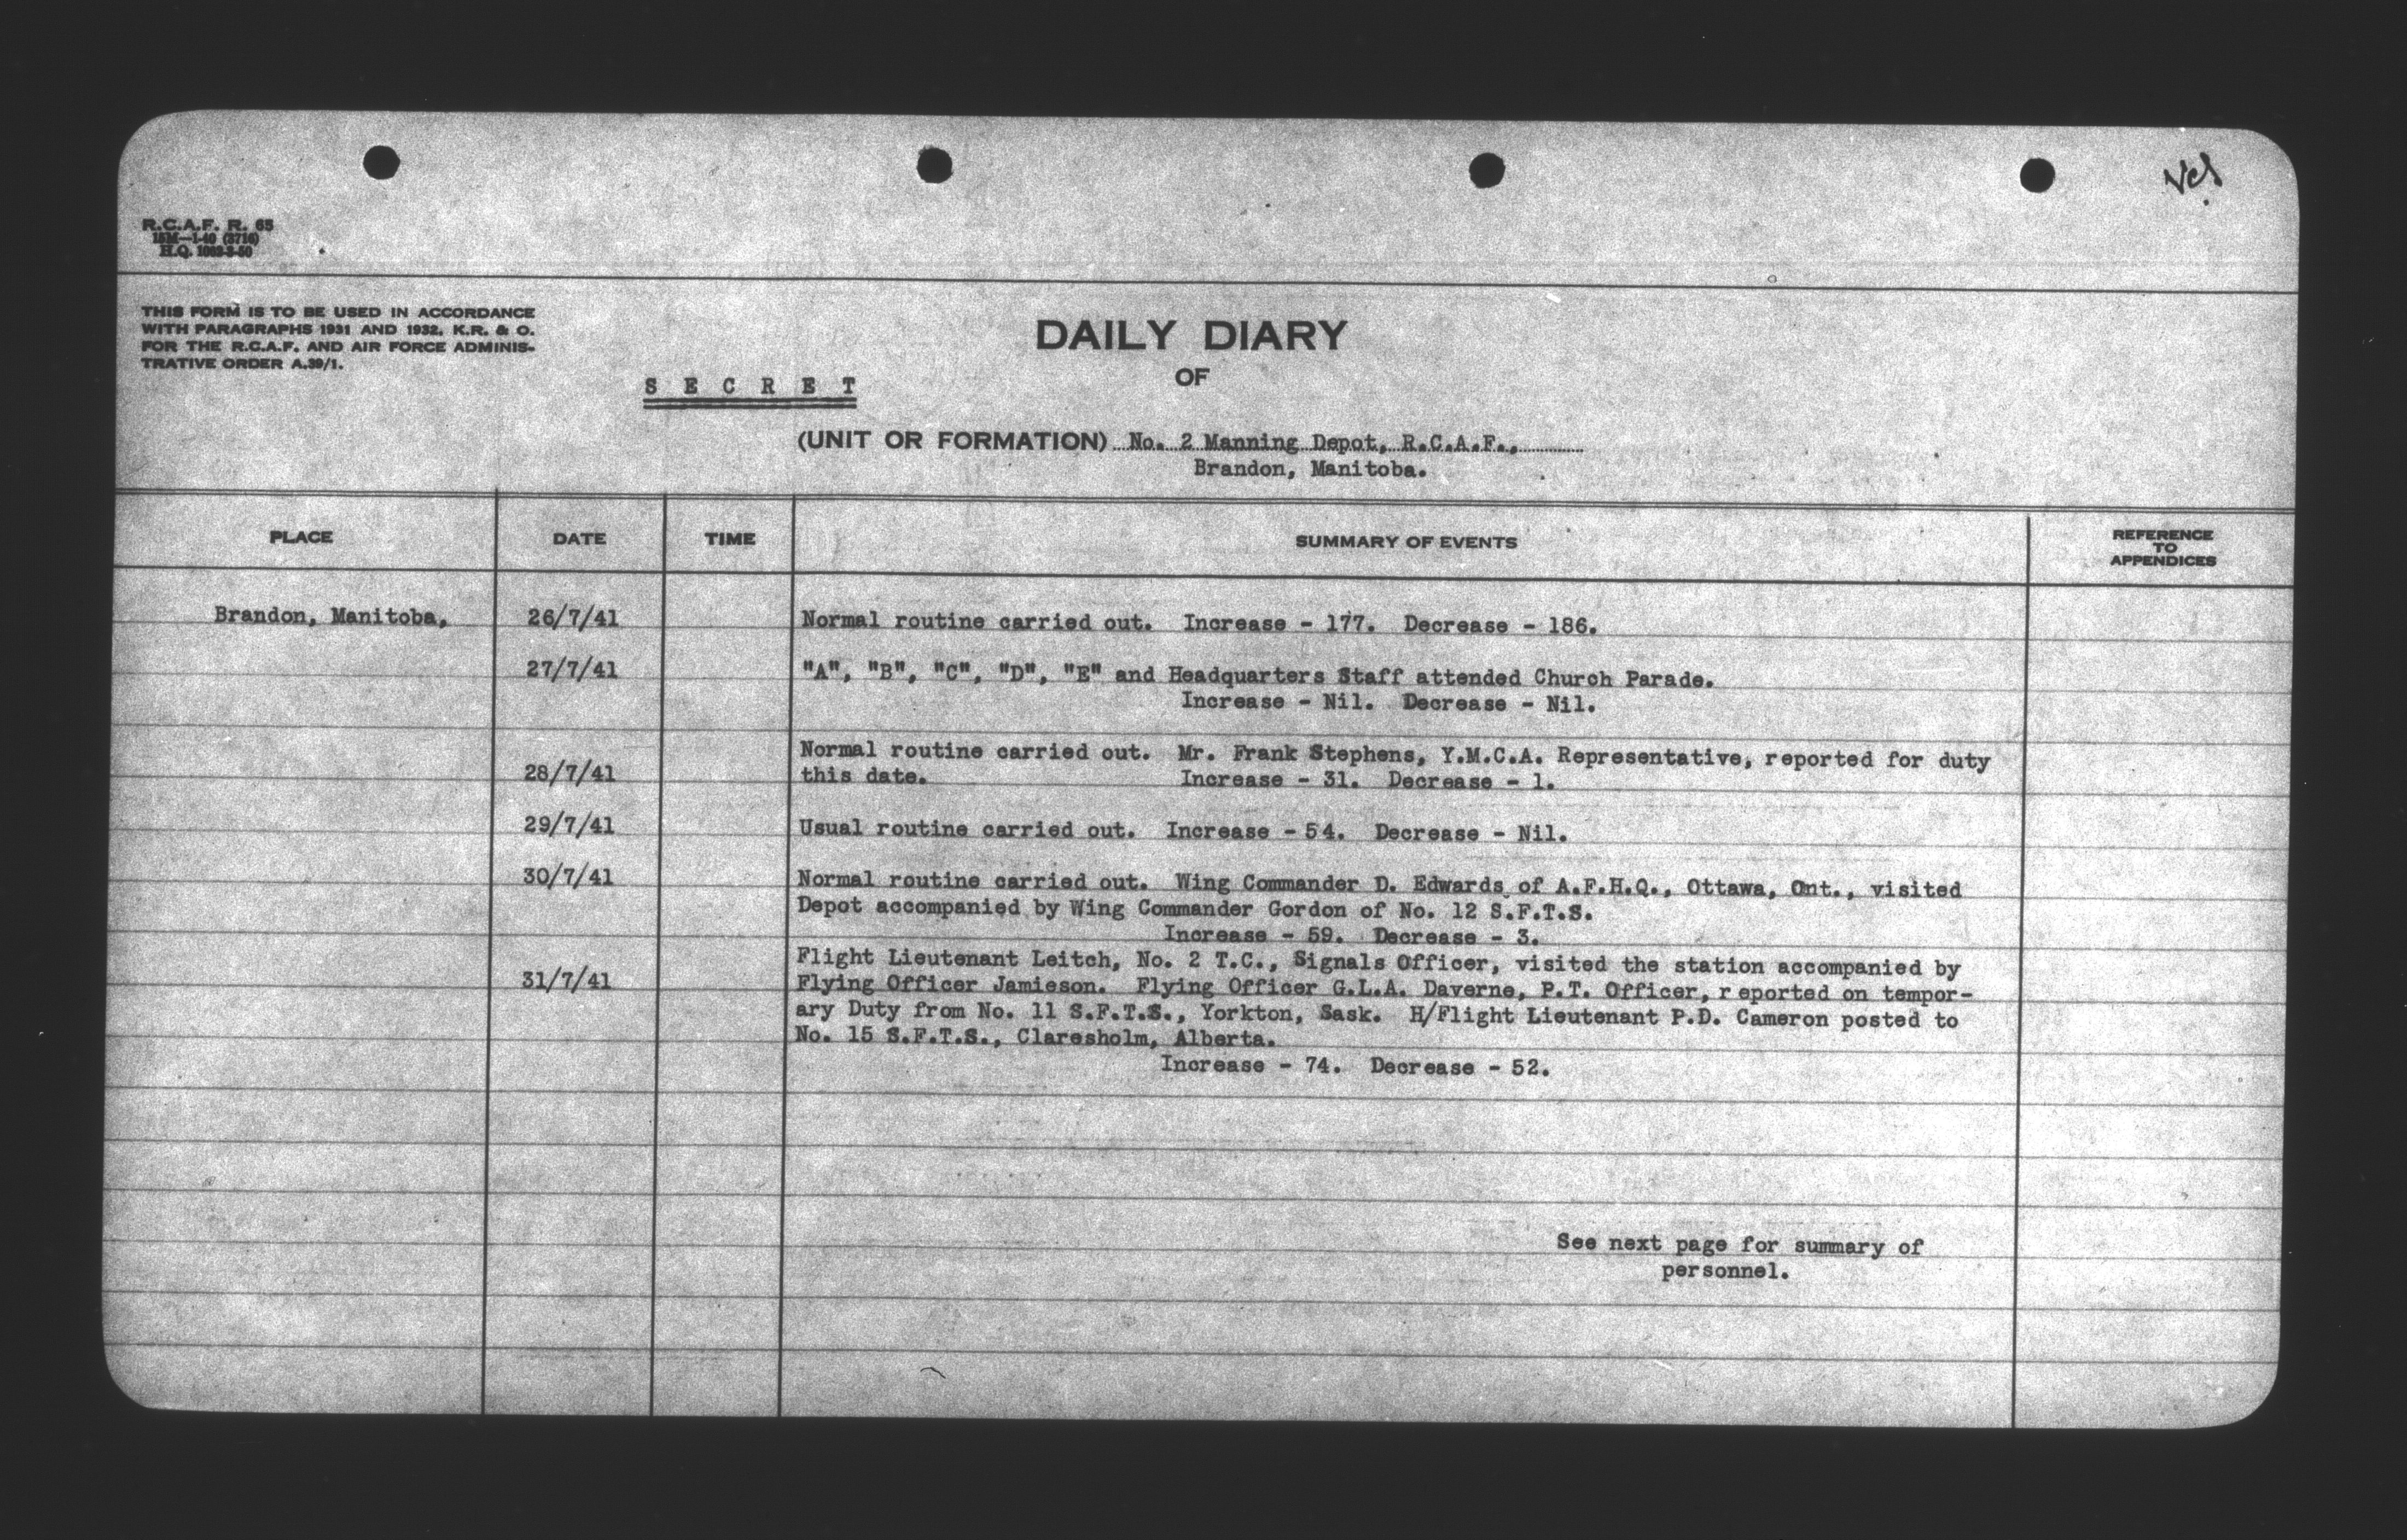 R.C.A.F. R. 65
15M—1-40 (3716)
H.Q. 1062-3-50
THIS FORM IS TO BE USED IN ACCORDANCE
WITH PARAGRAPHS 1931 AND 1932, K.R. & O.
FOR THE R.C.A.F. AND AIR FORCE ADMINIS-
TRATIVE ORDER A.39/1.
DAILY DIARY
OF
S E C R E T
(UNIT OR FORMATION) No. 2 Manning Depot, R.C.A.F.,
Brandon, Manitoba.
PLACE DATE TIME SUMMARY OF EVENTS REFERENCE TO APPENDICES
Brandon, Manitoba, 26/7/41 Normal routine carried out. Increase - 177. Decrease - 186.
27/7/41 "A", "B", "C", "D", "E" and Headquarters Staff attended Church Parade.
Increase - Nil. Decrease - Nil.
Normal routine carried out. Mr. Frank Stephens, Y.M.C.A. Representative, reported for duty
28/7/41 this date. Increase - 31. Decrease - 1.
29/7/41 Usual routine carried out. Increase - 54. Decrease - Nil.
30/7/41 Normal routine carried out. Wing Commander D. Edwards of A.F.H.Q., Ottawa, Ont., visited
Depot accompanied by Wing Commander Gordon of No. 12 S.F.T.S.
Increase - 59. Decrease - 3.
Flight Lieutenant Leitch, No. 2 T.C., Signals Officer, visited the station accompanied by
31/7/41 Flying Officer Jamieson. Flying Officer G.L.A. Daverne, P.T. Officer, r eported on tempor-
ary Duty from No. 11 S.F.T.S., Yorkton, Sask. H/Flight Lieutenant P.D. Cameron posted to
No. 15 S.F.T.S., Claresholm, Alberta.
Increase - 74. Decrease - 52.
See next page for summary of
personnel.